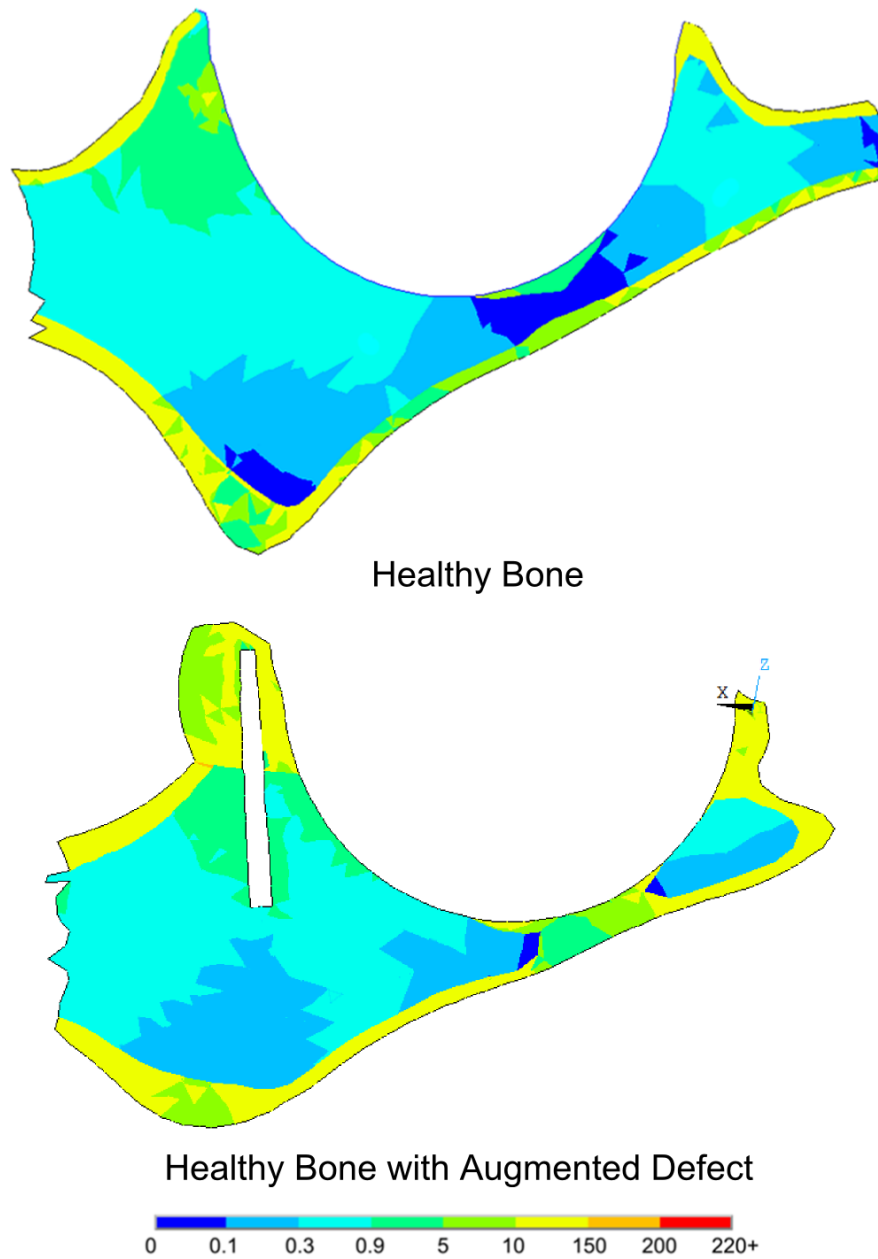 Healthy Bone
Z
X
Healthy Bone with Augmented Defect
0 0.1 0.3 0.9 5 10 150 200 220+